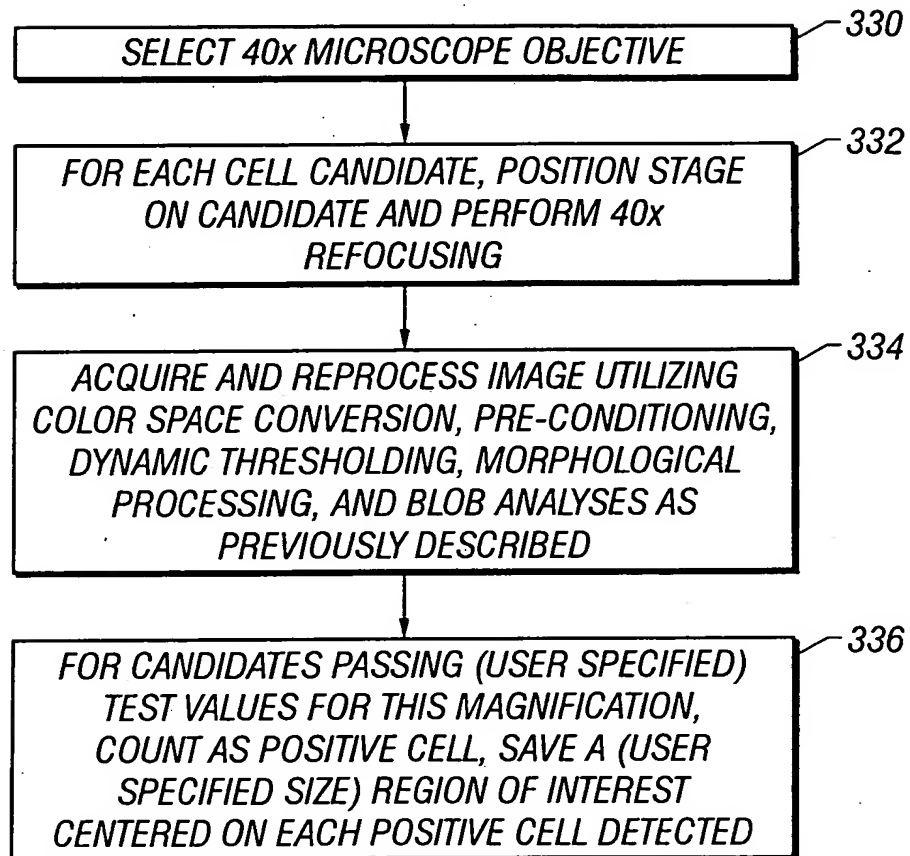 SELECT 40x MICROSCOPE OBJECTIVE
330
FOR EACH CELL CANDIDATE, POSITION STAGE
ON CANDIDATE AND PERFORM 40x
REFOCUSING
332
ACQUIRE AND REPROCESS IMAGE UTILIZING
COLOR SPACE CONVERSION, PRE-CONDITIONING,
DYNAMIC THRESHOLDING, MORPHOLOGICAL
PROCESSING, AND BLOB ANALYSES AS
PREVIOUSLY DESCRIBED
334
FOR CANDIDATES PASSING (USER SPECIFIED)
TEST VALUES FOR THIS MAGNIFICATION,
COUNT AS POSITIVE CELL, SAVE A (USER
SPECIFIED SIZE) REGION OF INTEREST
CENTERED ON EACH POSITIVE CELL DETECTED
336